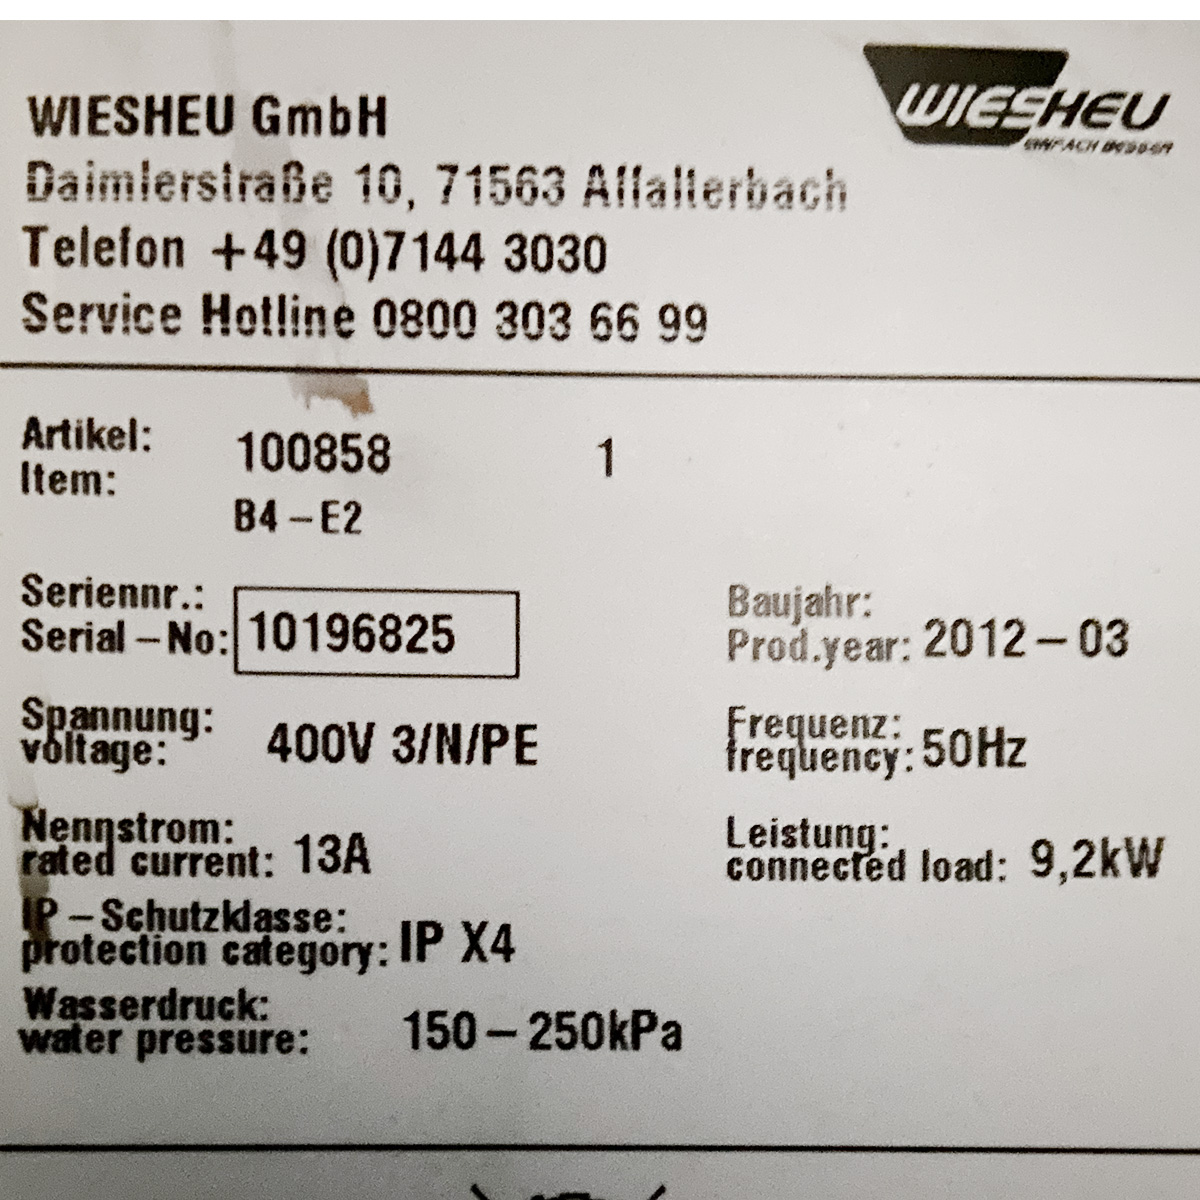 WIESHEU GmbH
WIESHEU
EINFACH BESSER
Daimlerstraße 10, 71563 Affalterbach
Telefon +49 (0)7144 3030
Service Hotline 0800 303 66 99
Artikel:
Item:
100858 1
B4-E2
Seriennr.:
Serial-No: 10196825
Baujahr:
Prod.year: 2012-03
Spannung:
voltage: 400V 3/N/PE
Frequenz:
frequency: 50Hz
Nennstrom:
rated current: 13A
Leistung:
connected load: 9,2kW
IP-Schutzklasse:
protection category: IP X4
Wasserdruck:
water pressure: 150-250kPa